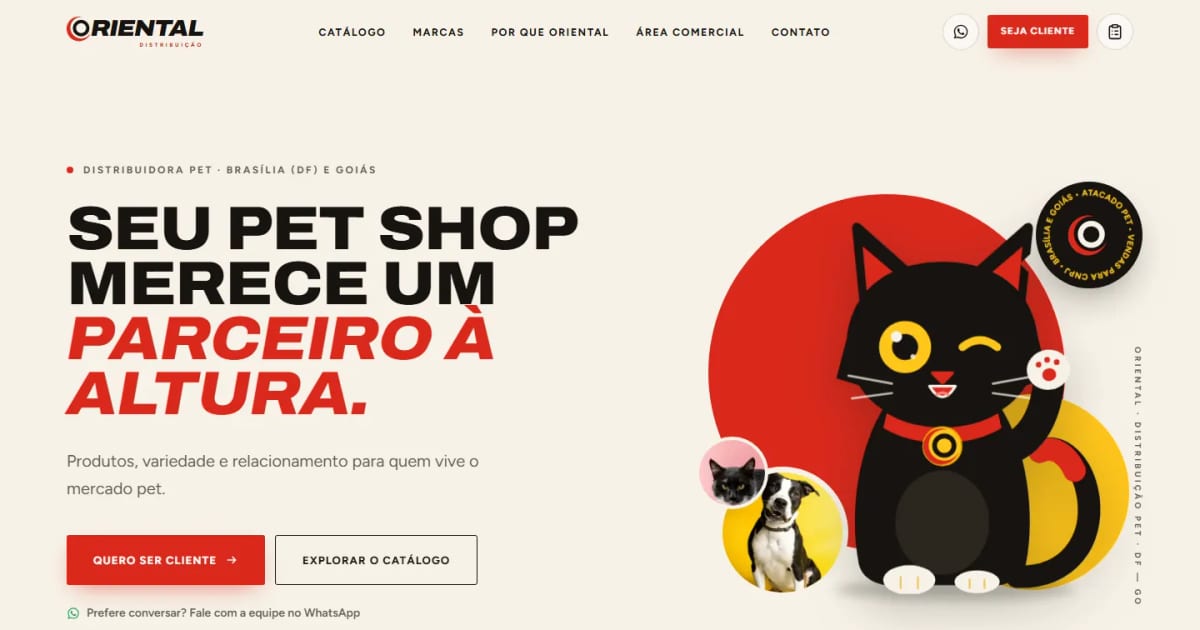 ORIENTAL
DISTRIBUIÇÃO
CATÁLOGO
MARCAS
POR QUE ORIENTAL
ÁREA COMERCIAL
CONTATO
SEJA CLIENTE
DISTRIBUIDORA PET · BRASÍLIA (DF) E GOIÁS
SEU PET SHOP
MERECE UM
PARCEIRO À
ALTURA.
Produtos, variedade e relacionamento para quem vive o
mercado pet.
QUERO SER CLIENTE →
EXPLORAR O CATÁLOGO
Prefere conversar? Fale com a equipe no WhatsApp
ATACADO PET • VENDAS PARA CNPJ • BRASÍLIA E GOIÁS •
ORIENTAL · DISTRIBUIÇÃO PET · DF — GO